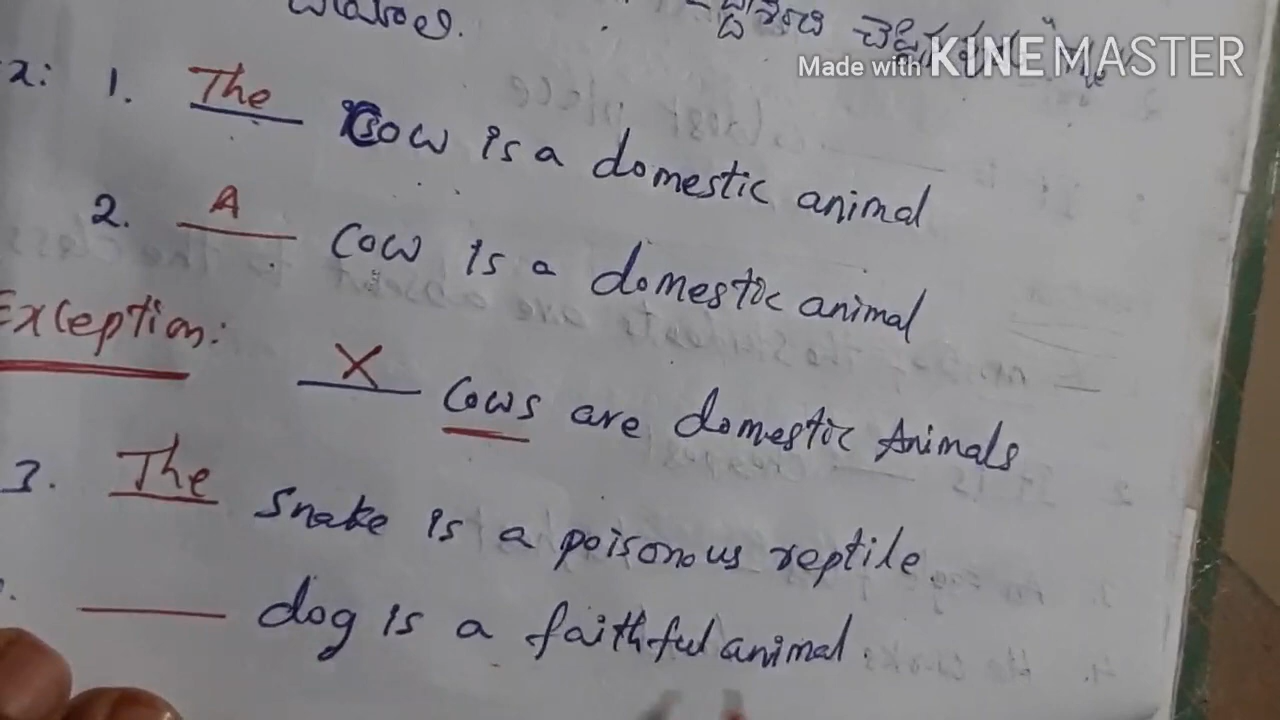 Made with KINEMASTER
x: 1. The Cow is a domestic animal
2. A Cow is a domestic animal
Exception:
X Cows are domestic Animals
3. The Snake is a poisonous reptile.
____ dog is a faithful animal.